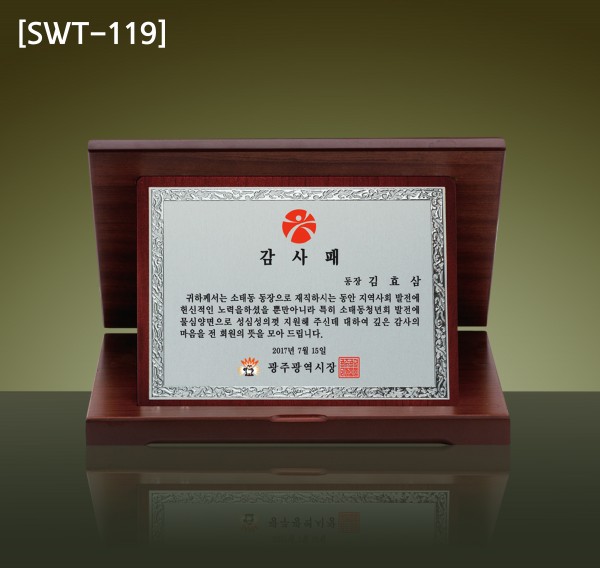 [SWT-119]
감사패
동장 김효삼
귀하께서는 소태동 동장으로 재직하시는 동안 지역사회 발전에
헌신적인 노력을하셨을 뿐만아니라 특히 소태동청년회 발전에
물심양면으로 성심성의껏 지원해 주신데 대하여 깊은 감사의
마음을 전 회원의 뜻을 모아 드립니다.
2017년 7월 15일
광주광역시장